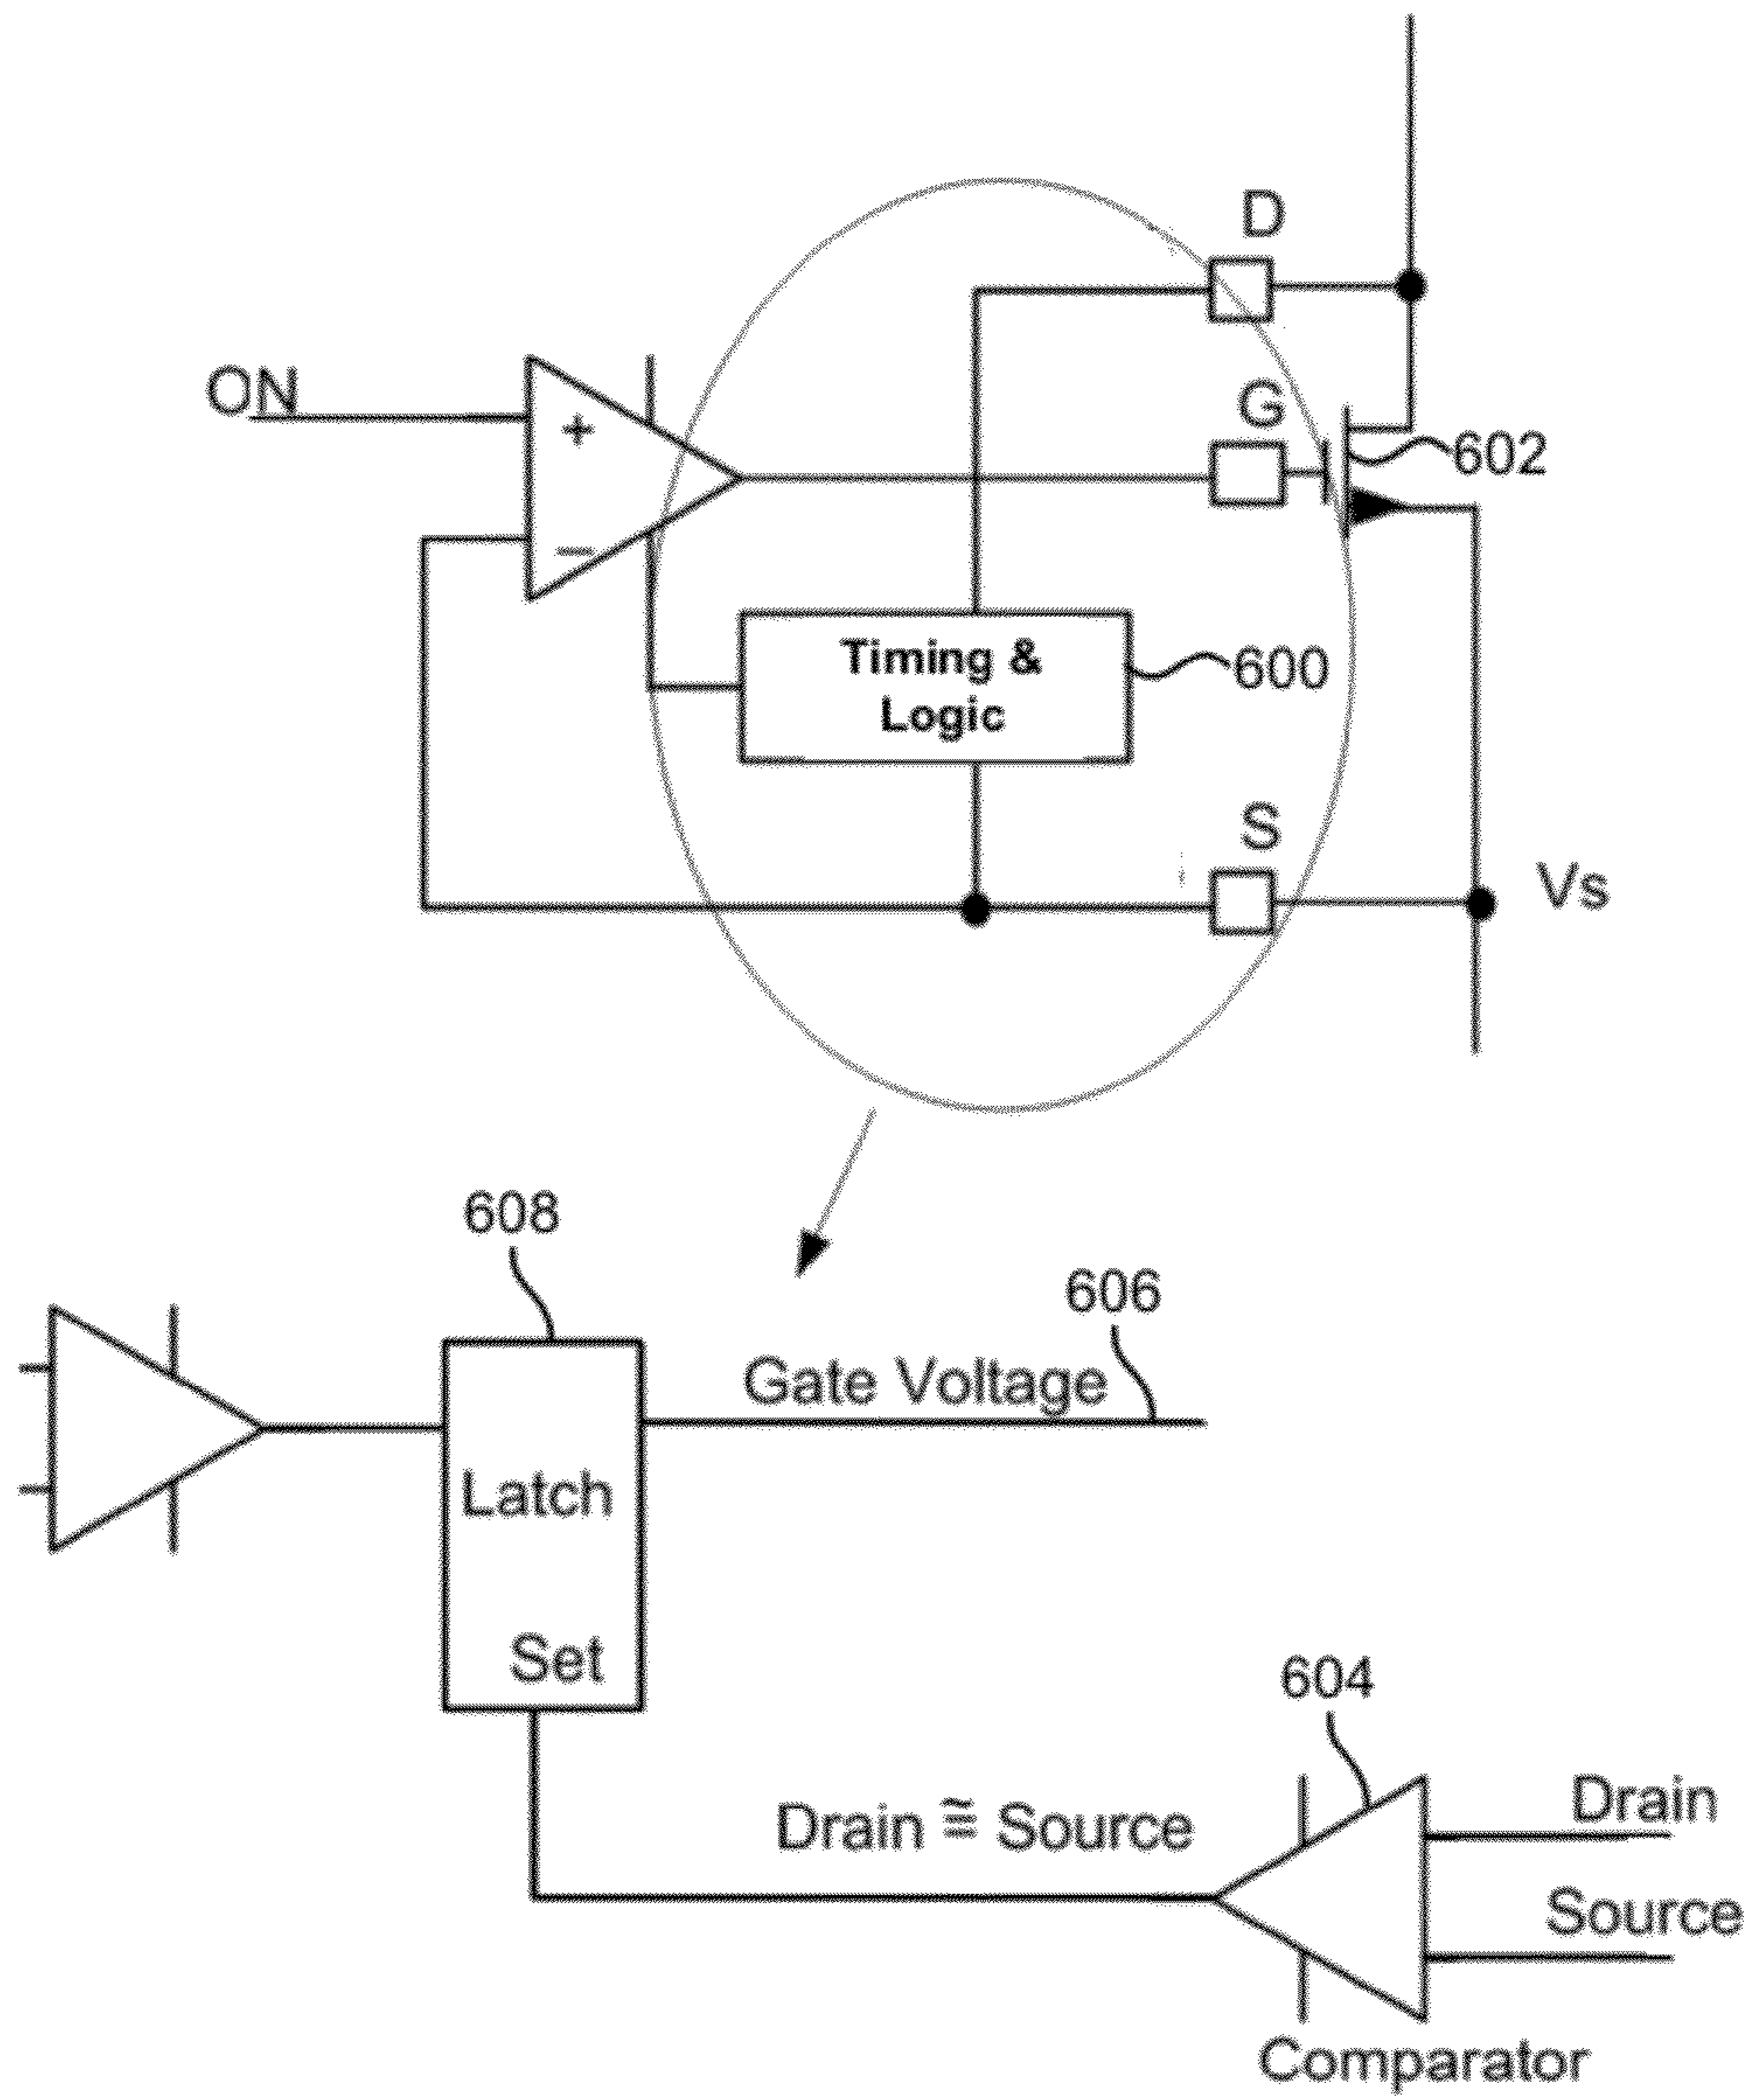 D
ON
+
G
602
−
Timing &
Logic
600
S
Vs
608
606
Gate Voltage
Latch
Set
604
Drain ≅ Source
Drain
Source
Comparator